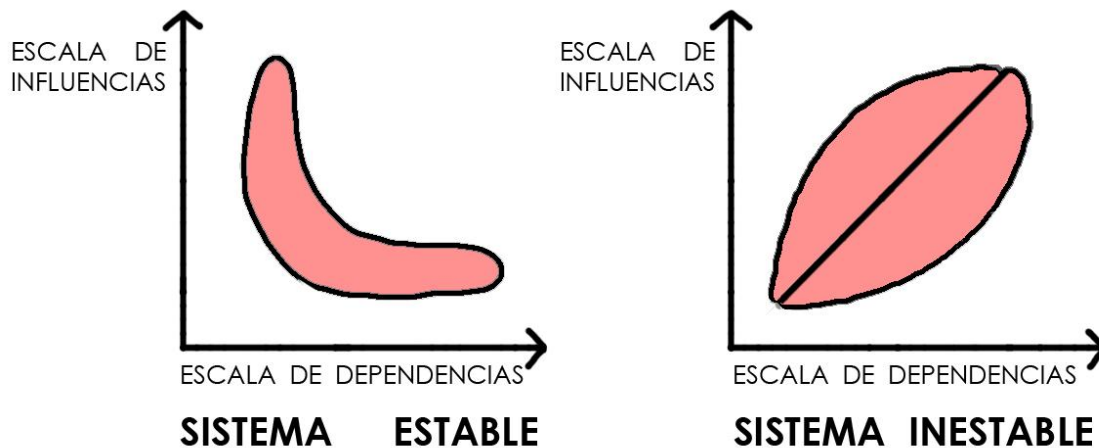 ESCALA DE
INFLUENCIAS
ESCALA DE DEPENDENCIAS
SISTEMA ESTABLE
ESCALA DE
INFLUENCIAS
ESCALA DE DEPENDENCIAS
SISTEMA INESTABLE